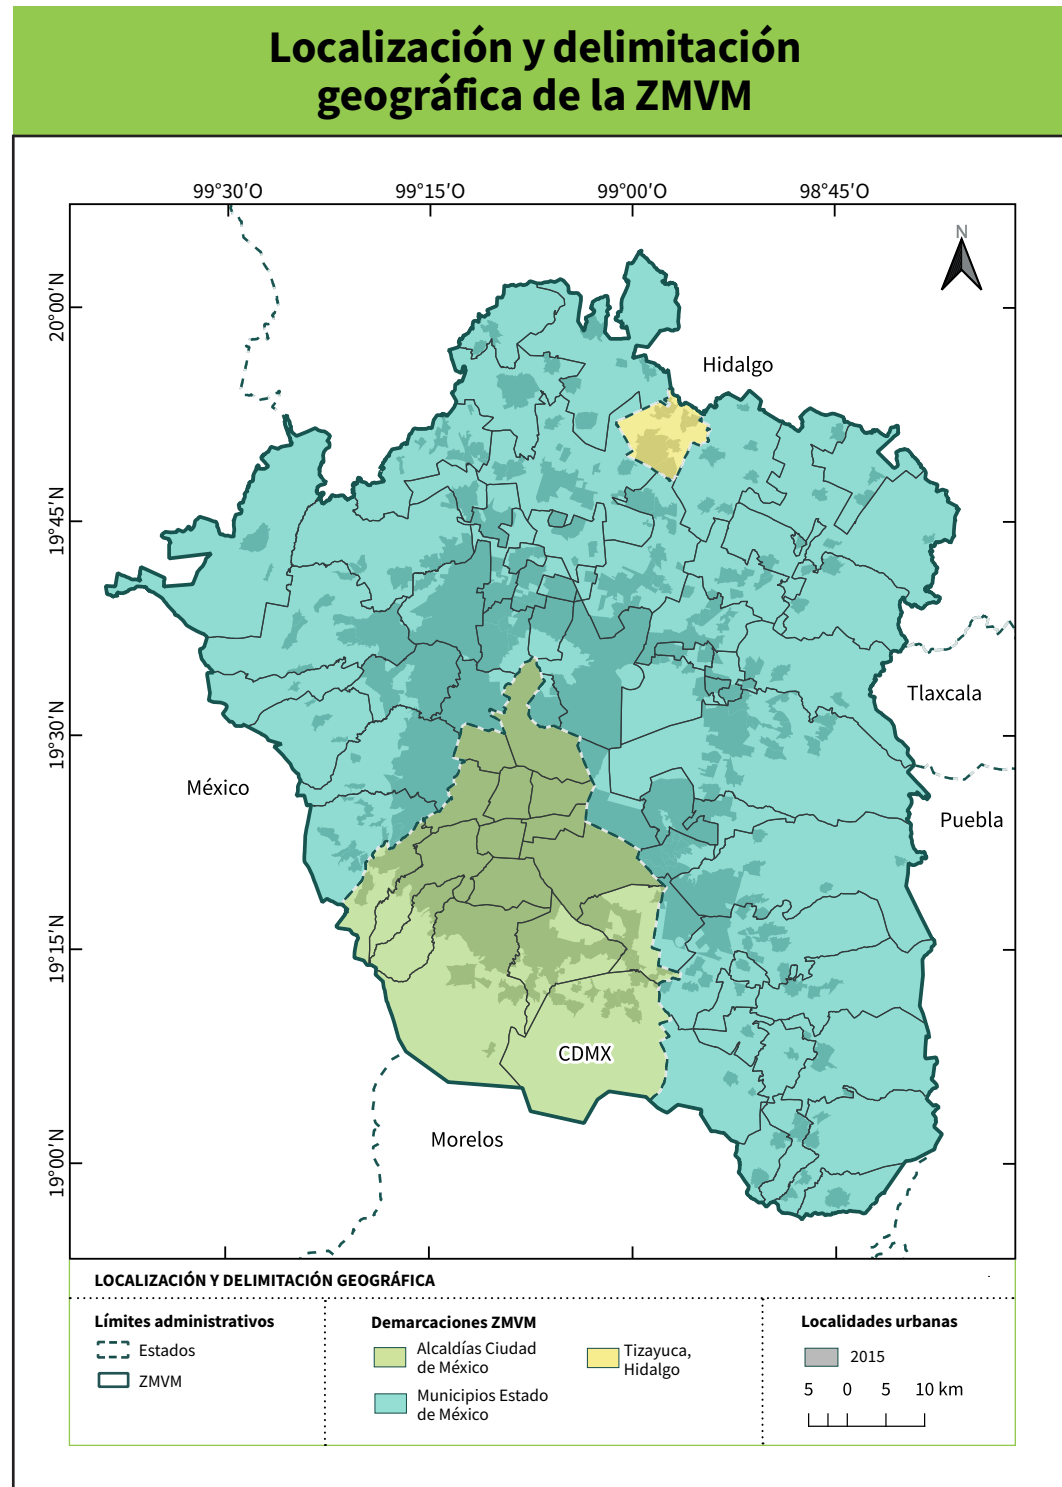 Localización y delimitación
geográfica de la ZMVM
99°30'O 99°15'O 99°00'O 98°45'O
N
20°00'N
19°45'N
19°30'N
19°15'N
19°00'N
Hidalgo
Tlaxcala
México
Puebla
CDMX
Morelos
LOCALIZACIÓN Y DELIMITACIÓN GEOGRÁFICA
Límites administrativos
Estados
ZMVM
Demarcaciones ZMVM
Alcaldías Ciudad
de México
Municipios Estado
de México
Tizayuca,
Hidalgo
Localidades urbanas
2015
5 0 5 10 km